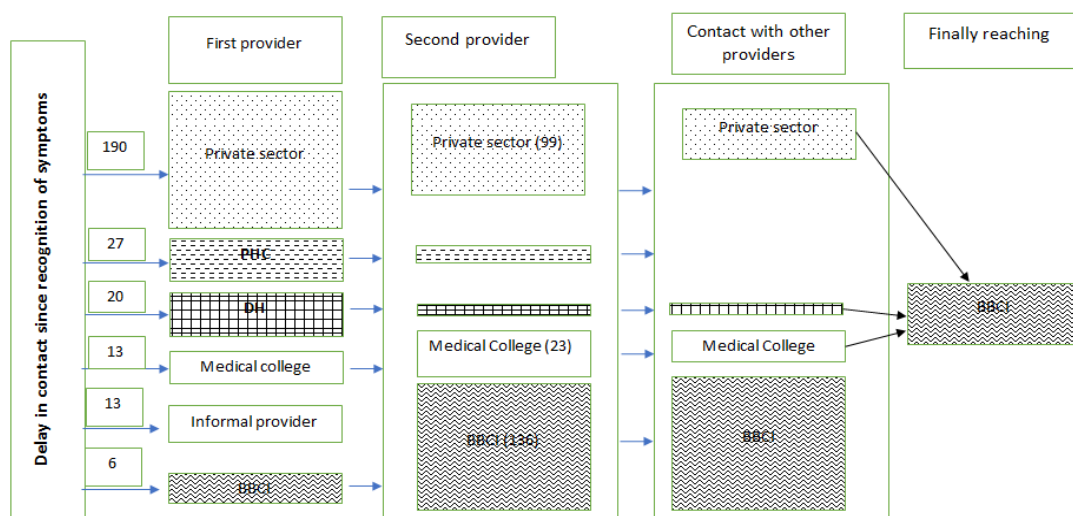 First provider
Second provider
Contact with other
providers
Finally reaching
Delay in contact since recognition of symptoms
190
Private sector
Private sector (99)
Private sector
27
PHC
20
DH
BBCI
13
Medical college
Medical College (23)
Medical College
13
Informal provider
BBCI (136)
BBCI
6
BBCI